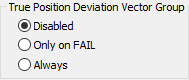 True Position Deviation Vector Group
Disabled
Only on FAIL
Always